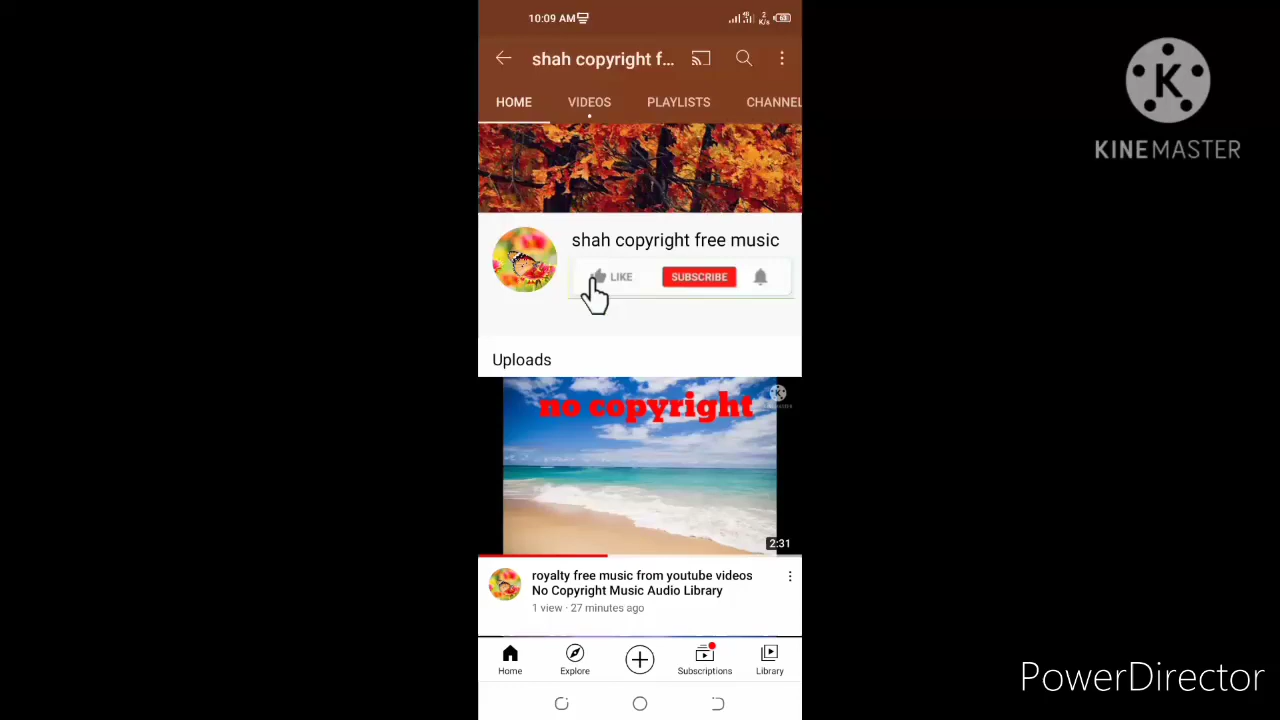 10:09 AM
shah copyright f...
HOME VIDEOS PLAYLISTS CHANNEL
KINEMASTER
shah copyright free music
LIKE SUBSCRIBE
Uploads
no copyright
2:31
royalty free music from youtube videos
No Copyright Music Audio Library
1 view · 27 minutes ago
Home Explore Subscriptions Library
PowerDirector